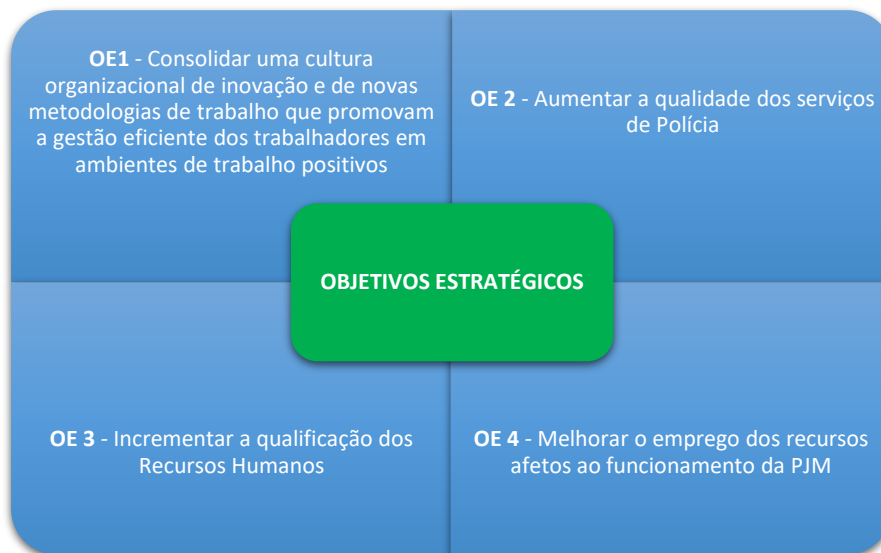 OE1 - Consolidar uma cultura
organizacional de inovação e de novas
metodologias de trabalho que promovam
a gestão eficiente dos trabalhadores em
ambientes de trabalho positivos
OE 2 - Aumentar a qualidade dos serviços
de Polícia
OBJETIVOS ESTRATÉGICOS
OE 3 - Incrementar a qualificação dos
Recursos Humanos
OE 4 - Melhorar o emprego dos recursos
afetos ao funcionamento da PJM